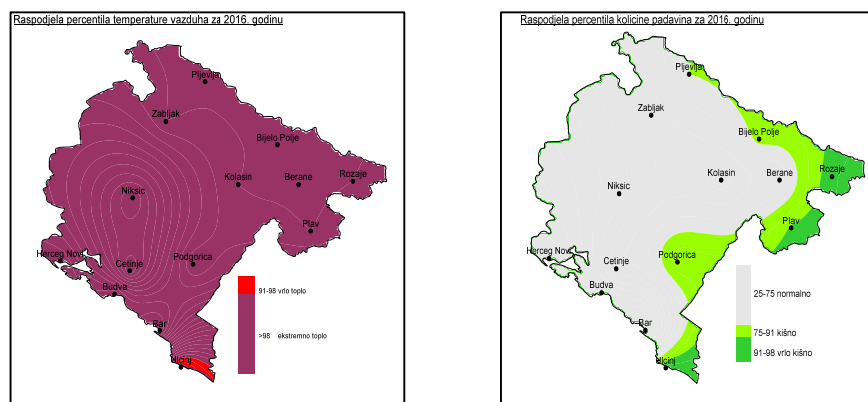 Raspodjela percentila temperature vazduha za 2016. godinu
Pljevlja
Zabljak
Bijelo Polje
Kolasin
Berane
Rozaje
Niksic
Plav
Herceg Novi
Cetinje
Podgorica
Budva
Bar
Ulcinj
91-98 vrlo toplo
>98 ekstremno toplo
Raspodjela percentila kolicine padavina za 2016. godinu
Pljevlja
Zabljak
Bijelo Polje
Kolasin
Berane
Rozaje
Niksic
Plav
Herceg Novi
Cetinje
Podgorica
Budva
Bar
Ulcinj
25-75 normalno
75-91 kišno
91-98 vrlo kišno